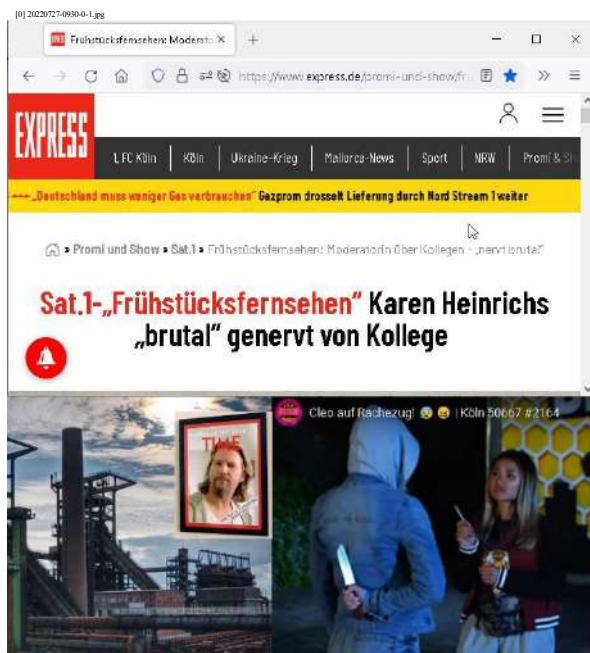 [0] 20220727-0930-0-1.jpg
Frühstücksfernsehen: Moderato
https://www.express.de/promi-und-show/fr
EXPRESS
1. FC Köln | Köln | Ukraine-Krieg | Mallorca-News | Sport | NRW | Promi & S
„Deutschland muss weniger Gas verbrauchen“ Gazprom drosselt Lieferung durch Nord Stream 1 weiter
» Promi und Show » Sat.1 » Frühstücksfernsehen: Moderatorin über Kollegen – „nervt brutal“
Sat.1-„Frühstücksfernsehen“ Karen Heinrichs
„brutal“ genervt von Kollege
TIME
Cleo auf Rachezug! 😰 😡 | Köln 50667 #2164